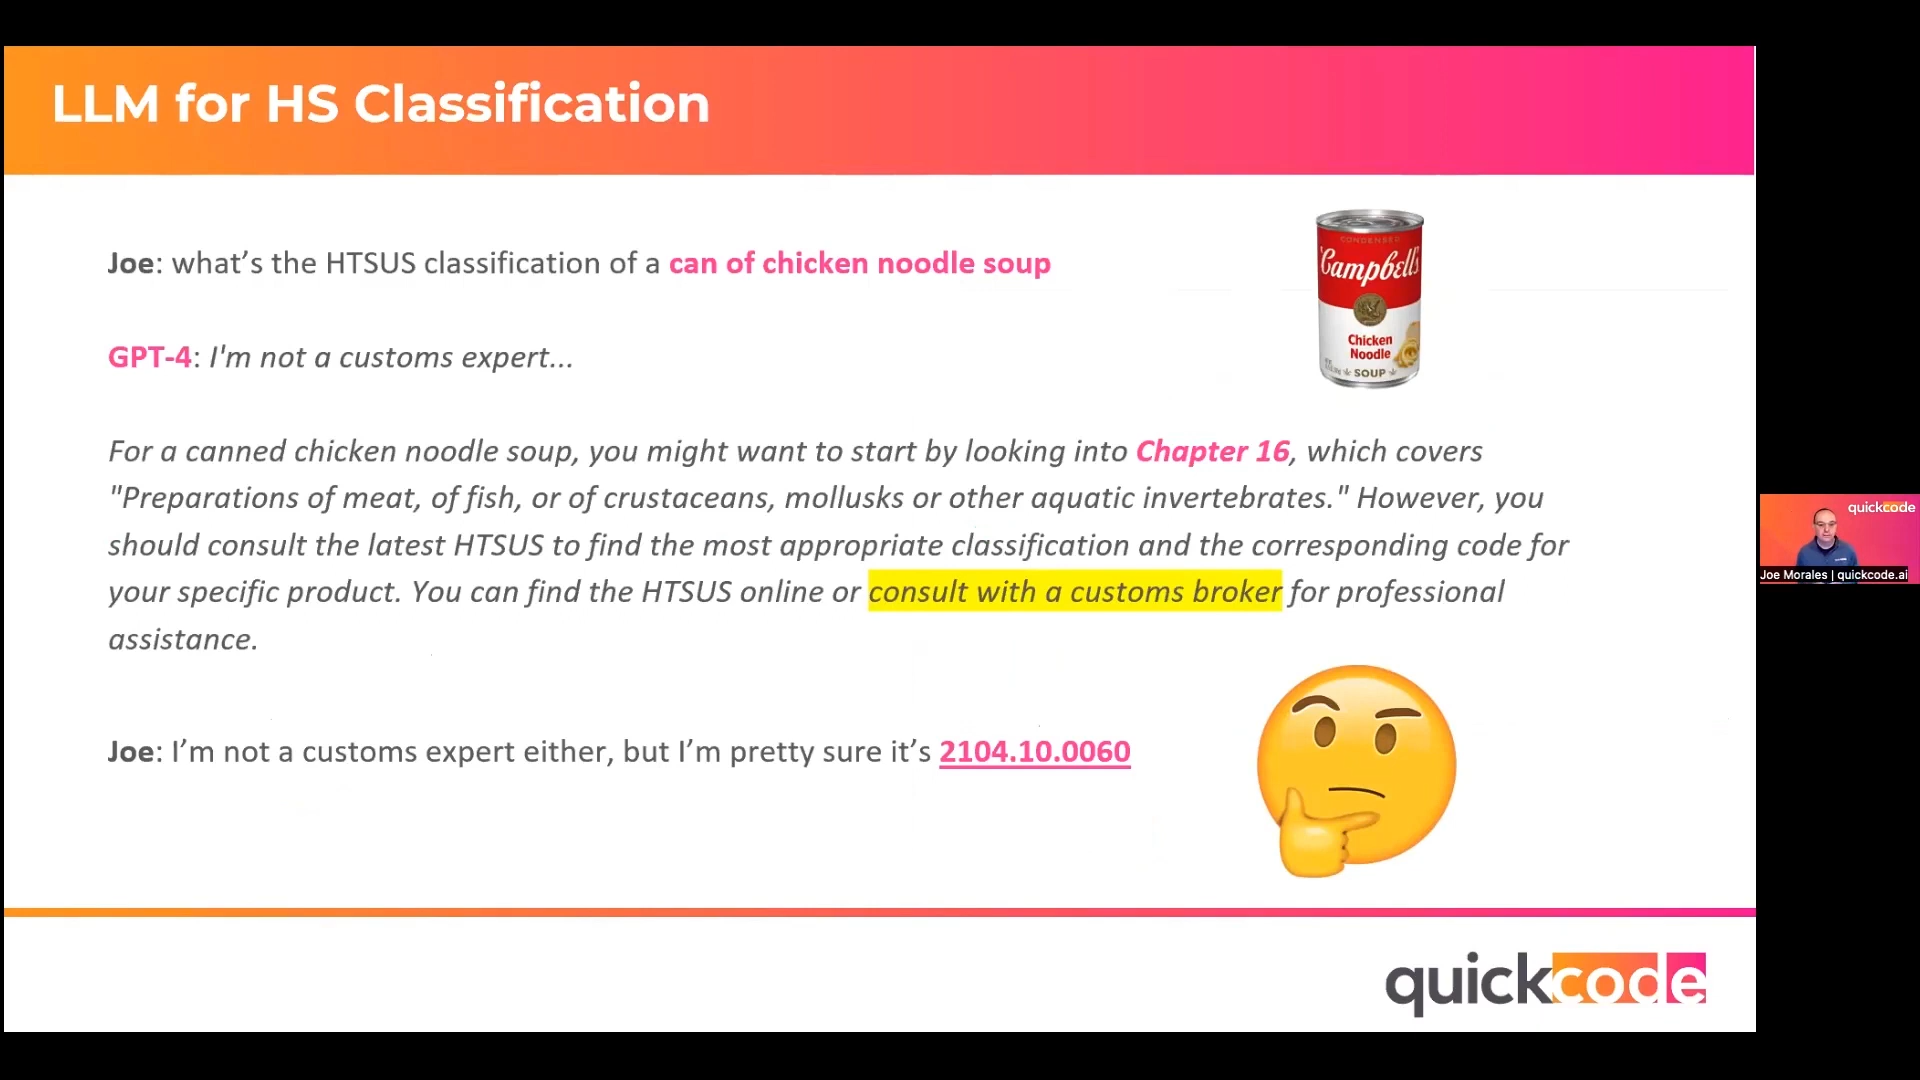 LLM for HS Classification
Joe: what’s the HTSUS classification of a can of chicken noodle soup
CONDENSED
Campbell's
Chicken
Noodle
SOUP
GPT-4: I'm not a customs expert...
For a canned chicken noodle soup, you might want to start by looking into Chapter 16, which covers
"Preparations of meat, of fish, or of crustaceans, mollusks or other aquatic invertebrates." However, you
should consult the latest HTSUS to find the most appropriate classification and the corresponding code for
your specific product. You can find the HTSUS online or consult with a customs broker for professional
assistance.
Joe: I’m not a customs expert either, but I’m pretty sure it’s 2104.10.0060
quickcode
quickcode
Joe Morales | quickcode.ai